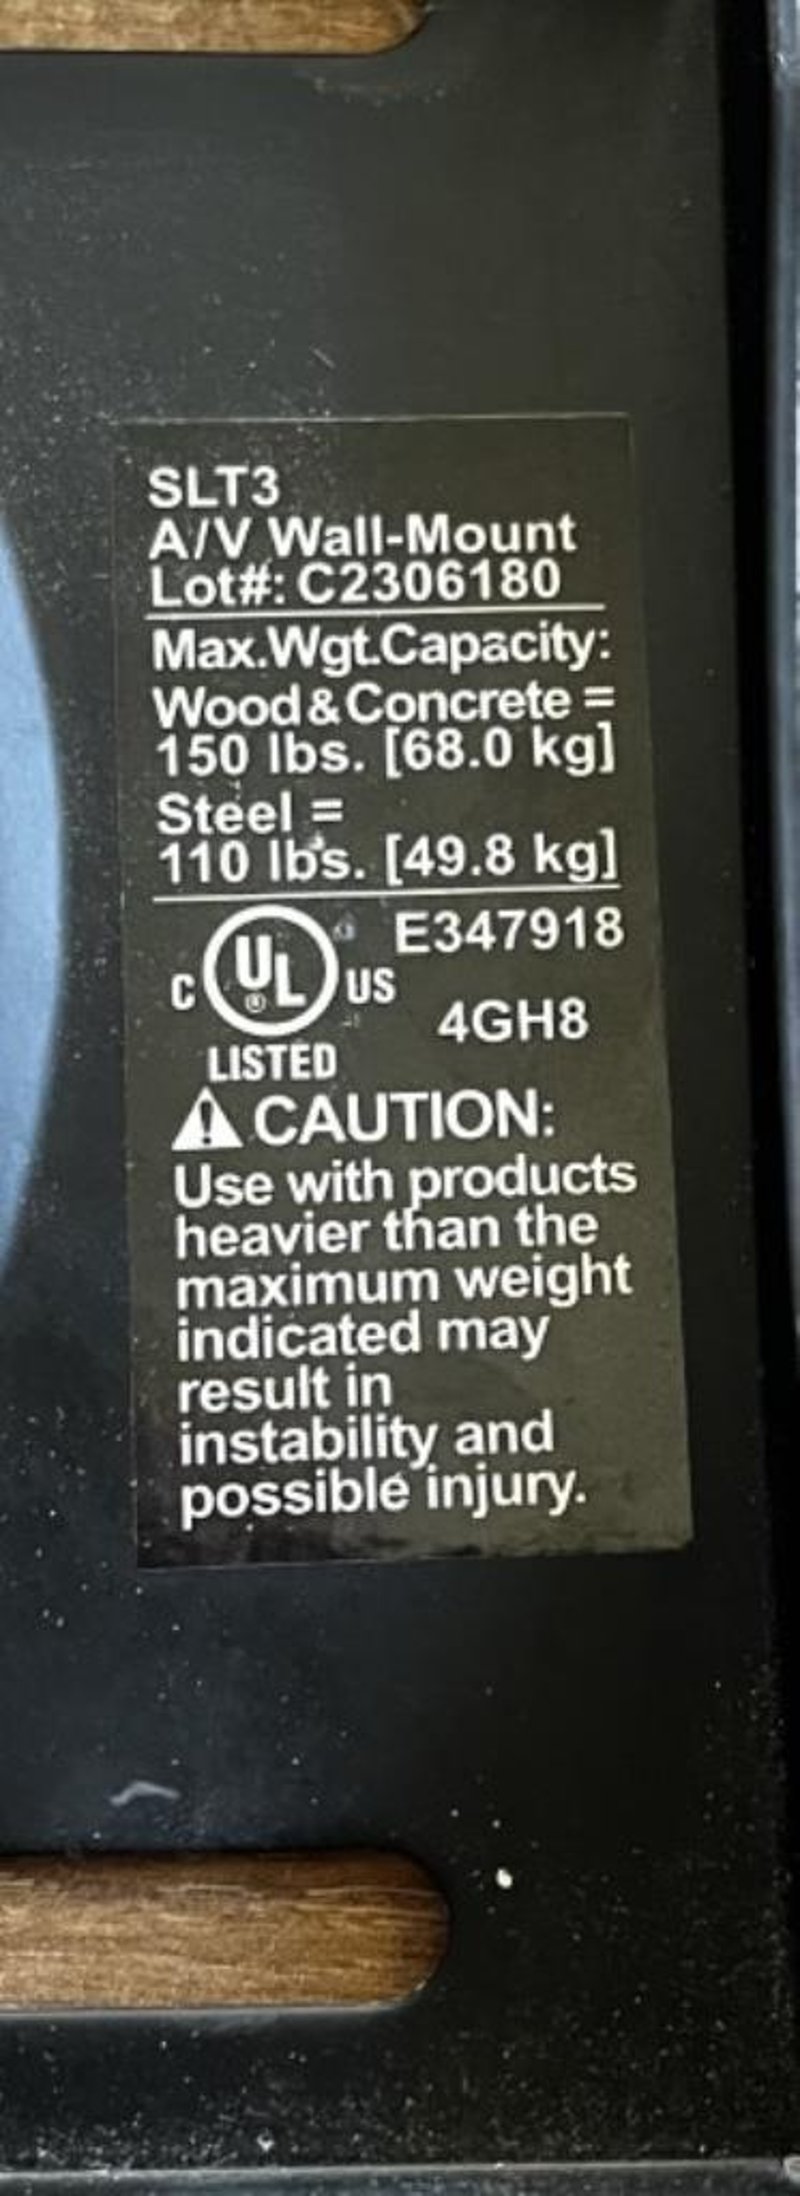 SLT3
A/V Wall-Mount
Lot#: C2306180
Max.Wgt.Capacity:
Wood & Concrete =
150 lbs. [68.0 kg]
Steel =
110 lbs. [49.8 kg]
C UL ® US E347918
LISTED 4GH8
CAUTION:
Use with products
heavier than the
maximum weight
indicated may
result in
instability and
possible injury.